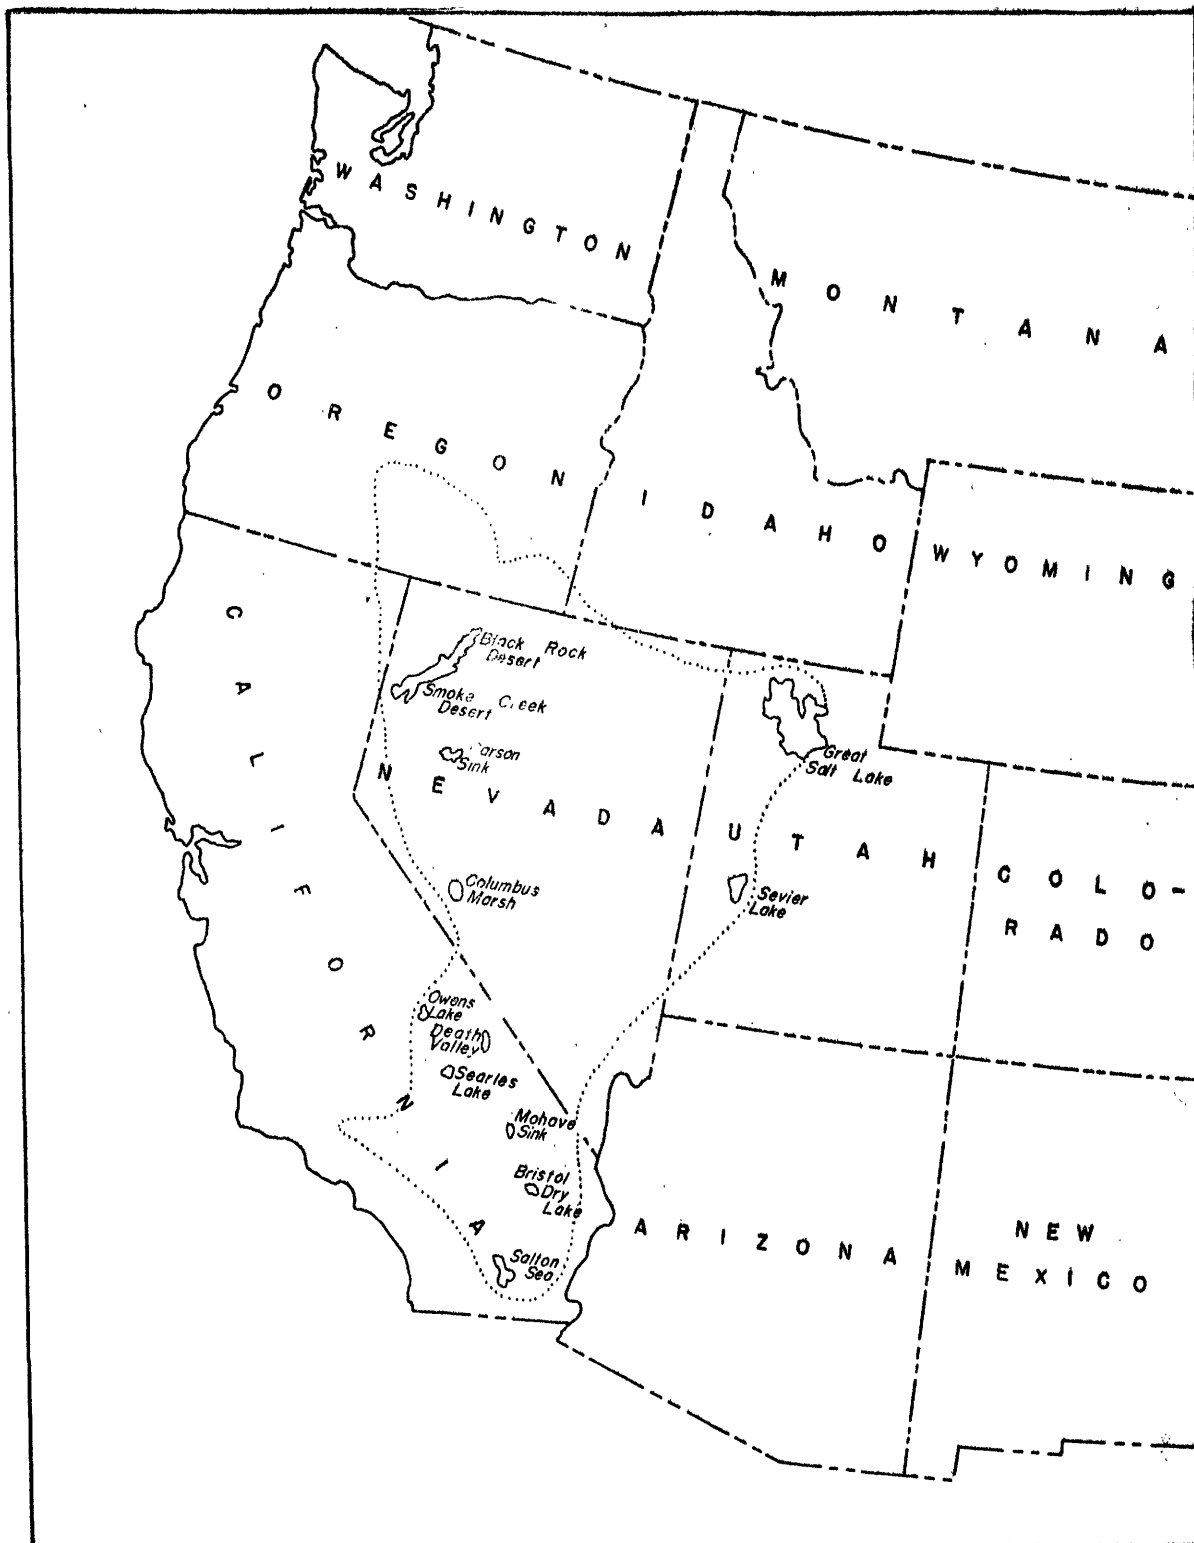 WASHINGTON
MONTANA
OREGON
IDAHO
WYOMING
CALIFORNIA
Black Rock
Desert
Smoke Creek
Desert
Carson
Sink
NEVADA
Great
Salt Lake
UTAH
COLO-
RADO
Columbus
Marsh
Sevier
Lake
Owens
Lake
Death
Valley
Searles
Lake
Mohave
Sink
Bristol
Dry
Lake
Salton
Sea
ARIZONA
NEW
MEXICO